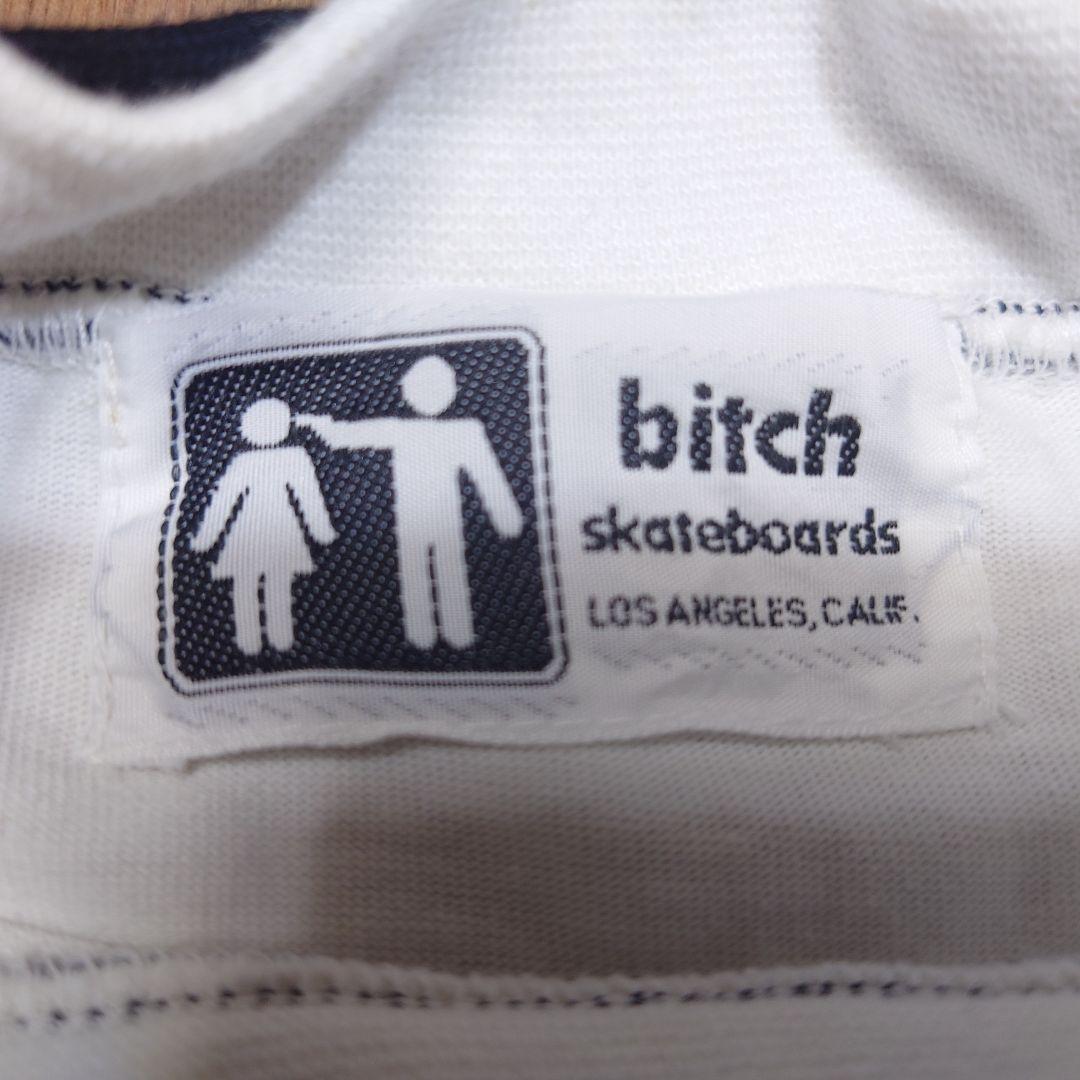 bitch
skateboards
LOS ANGELES, CALIF.